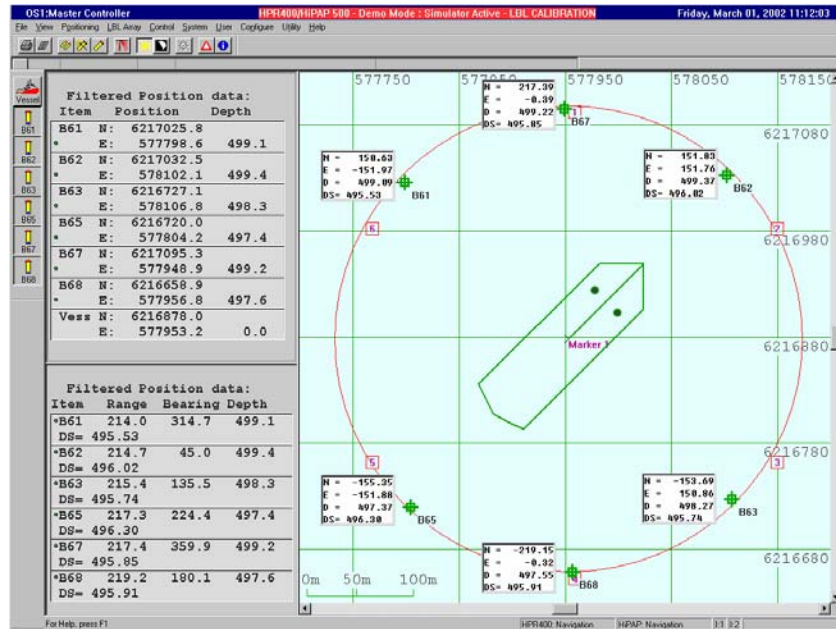 OS1:Master Controller
HPR400/HiPAP 500 - Demo Mode : Simulator Active - LBL CALIBRATION
Friday, March 01, 2002 11:12:03
File View Positioning LBL Array Control System User Configure Utility Help
Vessel
B61
B62
B63
B65
B67
B68
Filtered Position data:
Item Position Depth
B61 N: 6217025.8
E: 577798.6 499.1
B62 N: 6217032.5
E: 578102.1 499.4
B63 N: 6216727.1
E: 578106.8 498.3
B65 N: 6216720.0
E: 577804.2 497.4
B67 N: 6217095.3
E: 577948.9 499.2
B68 N: 6216658.9
E: 577956.8 497.6
Vess N: 6216878.0
E: 577953.2 0.0
Filtered Position data:
Item Range Bearing Depth
*B61 214.0 314.7 499.1
DS= 495.53
*B62 214.7 45.0 499.4
DS= 496.02
*B63 215.4 135.5 498.3
DS= 495.74
*B65 217.3 224.4 497.4
DS= 496.30
*B67 217.4 359.9 499.2
DS= 495.85
*B68 219.2 180.1 497.6
DS= 495.91
577750 577950 578050 578150
N = 217.39
E = -0.39
D = 499.22
DS= 495.85
1
B67
6217080
N = 150.63
E = -151.97
D = 499.09
DS= 495.53
B61
N = 151.83
E = 151.76
D = 499.37
DS= 496.02
B62
6
2
6216980
Marker 1
6216880
5
3
6216780
N = -155.35
E = -151.88
D = 497.37
DS= 496.30
B65
N = -153.69
E = 150.86
D = 498.27
DS= 495.74
B63
N = -219.15
E = -0.32
D = 497.55
DS= 495.91
B68
6216680
0m 50m 100m
For Help, press F1
HPR400: Navigation HiPAP: Navigation 1:1 1:2